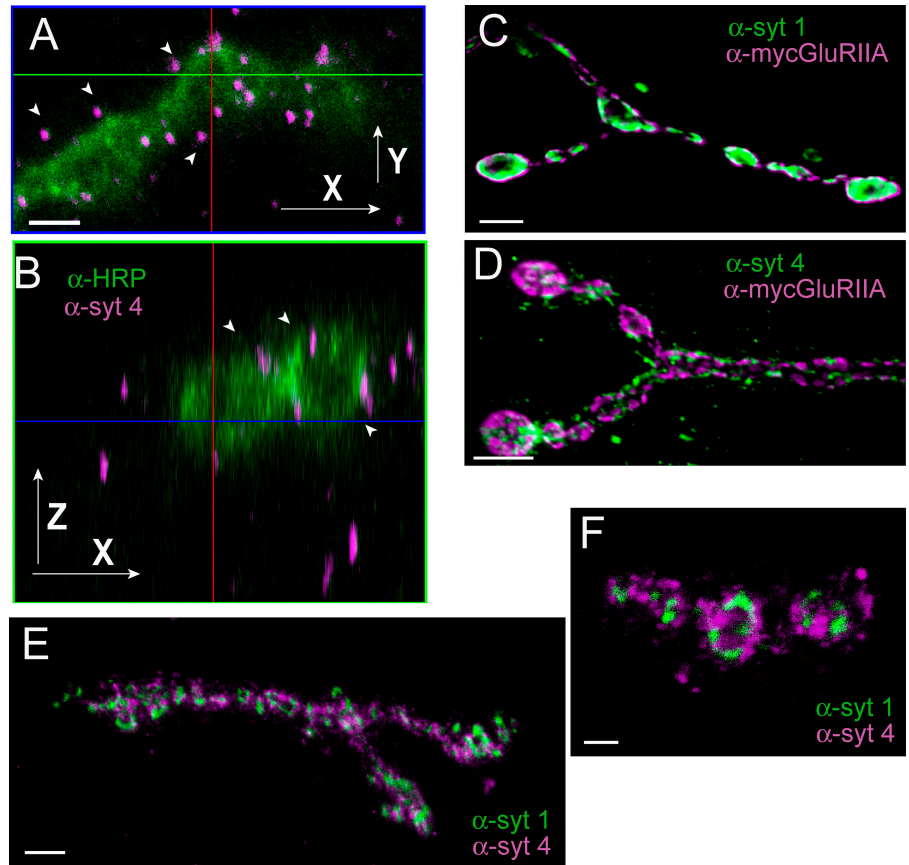 A
X
Y
B
α-HRP
α-syt 4
Z
X
C
α-syt 1
α-mycGluRIIA
D
α-syt 4
α-mycGluRIIA
E
α-syt 1
α-syt 4
F
α-syt 1
α-syt 4